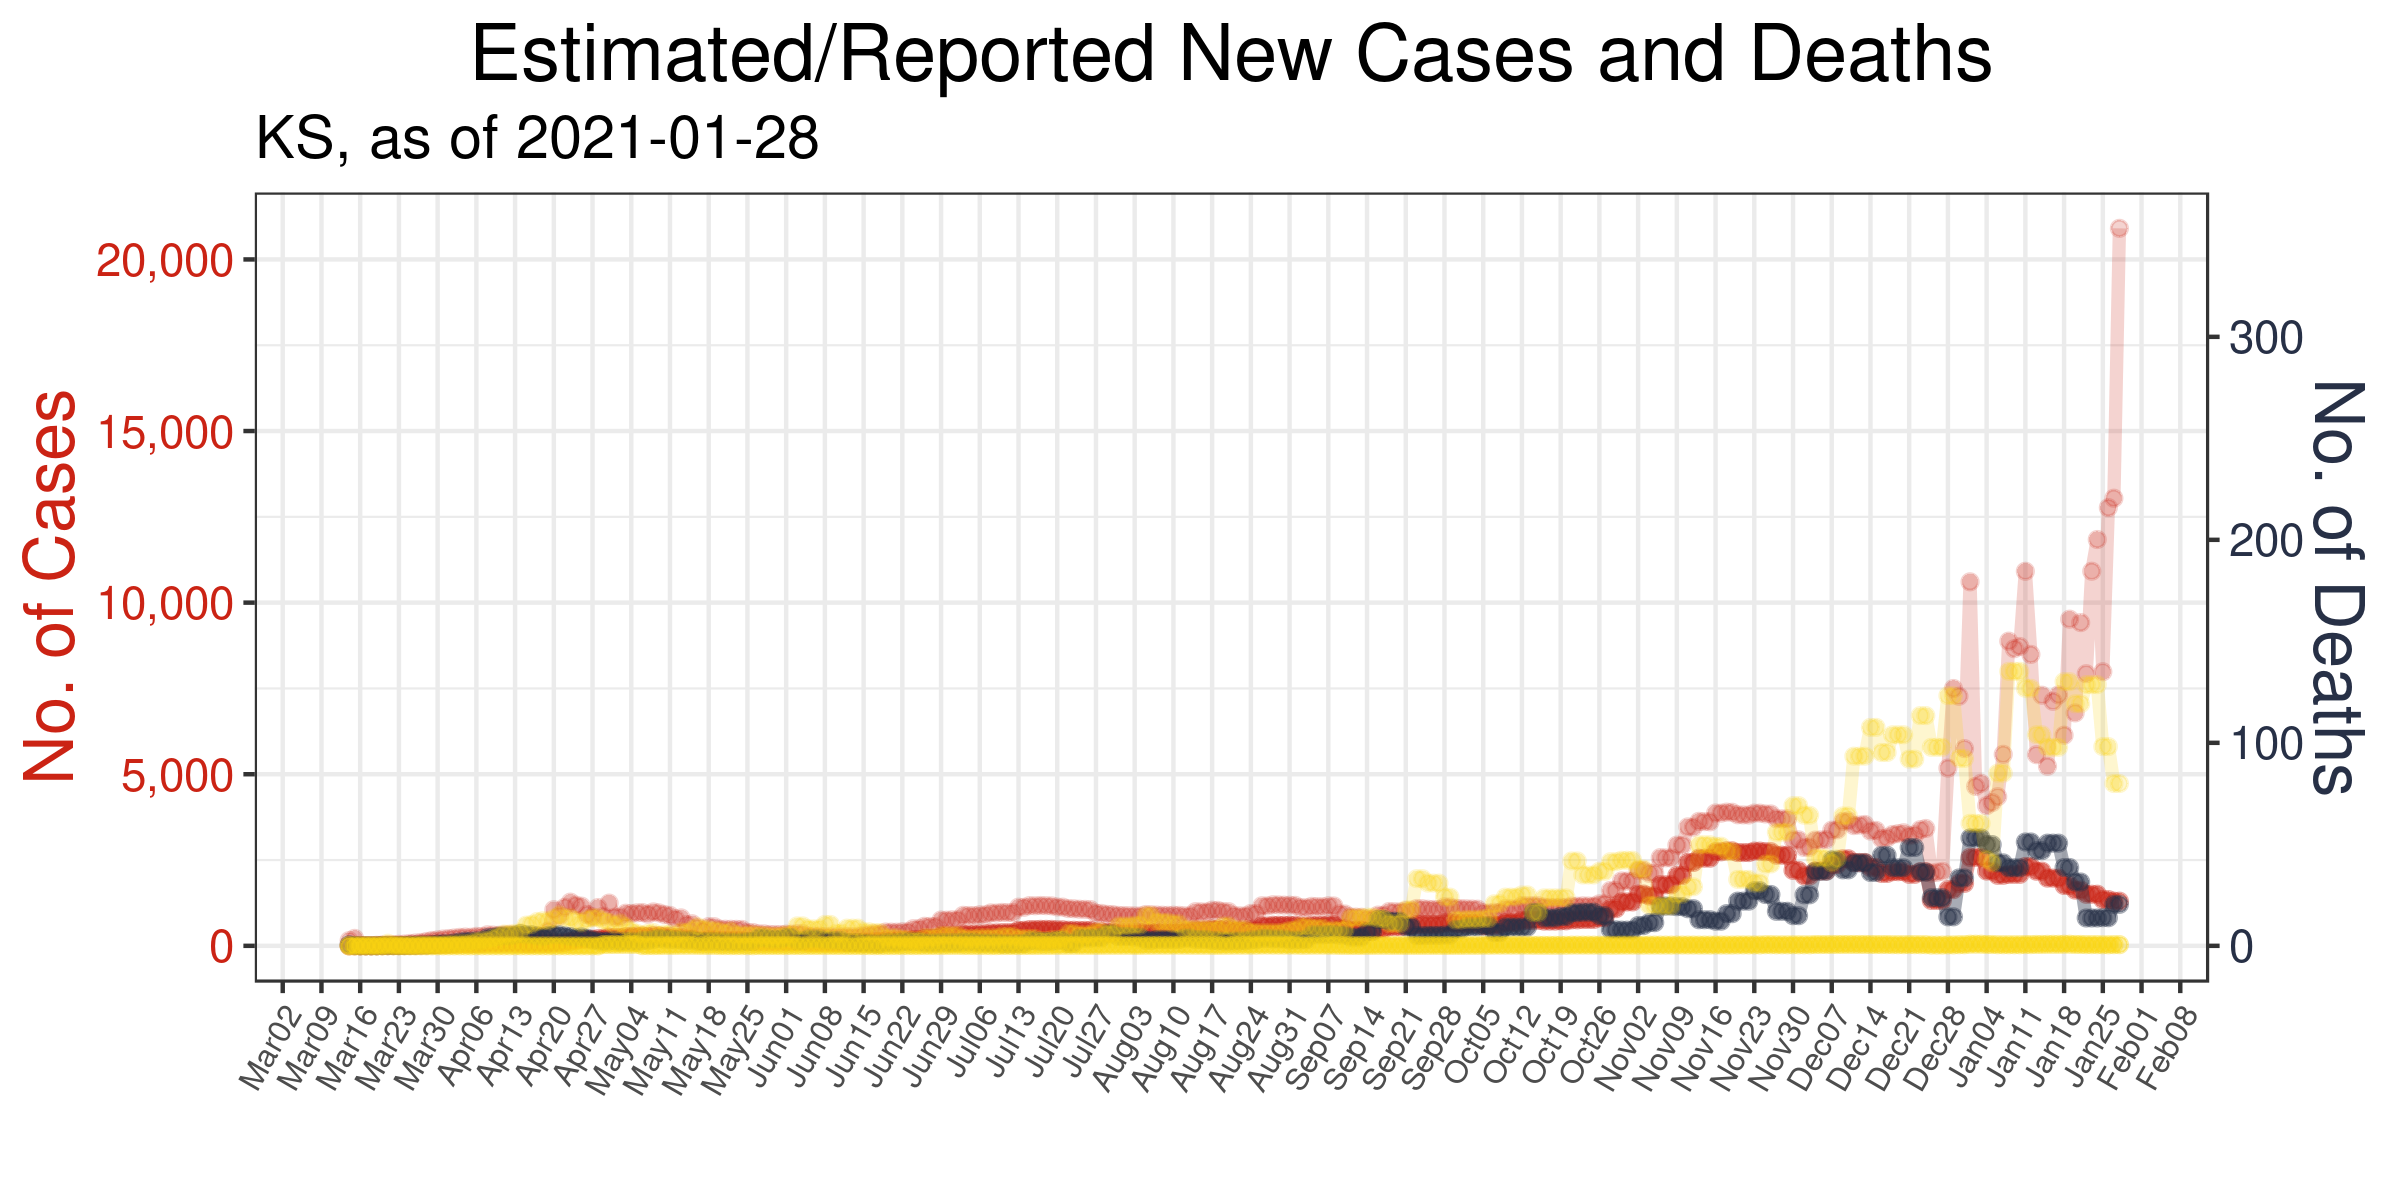 Estimated/Reported New Cases and Deaths
KS, as of 2021-01-28
No. of Cases
20,000
15,000
10,000
5,000
0
300
200
100
0
No. of Deaths
Mar02
Mar09
Mar16
Mar23
Mar30
Apr06
Apr13
Apr20
Apr27
May04
May11
May18
May25
Jun01
Jun08
Jun15
Jun22
Jun29
Jul06
Jul13
Jul20
Jul27
Aug03
Aug10
Aug17
Aug24
Aug31
Sep07
Sep14
Sep21
Sep28
Oct05
Oct12
Oct19
Oct26
Nov02
Nov09
Nov16
Nov23
Nov30
Dec07
Dec14
Dec21
Dec28
Jan04
Jan11
Jan18
Jan25
Feb01
Feb08